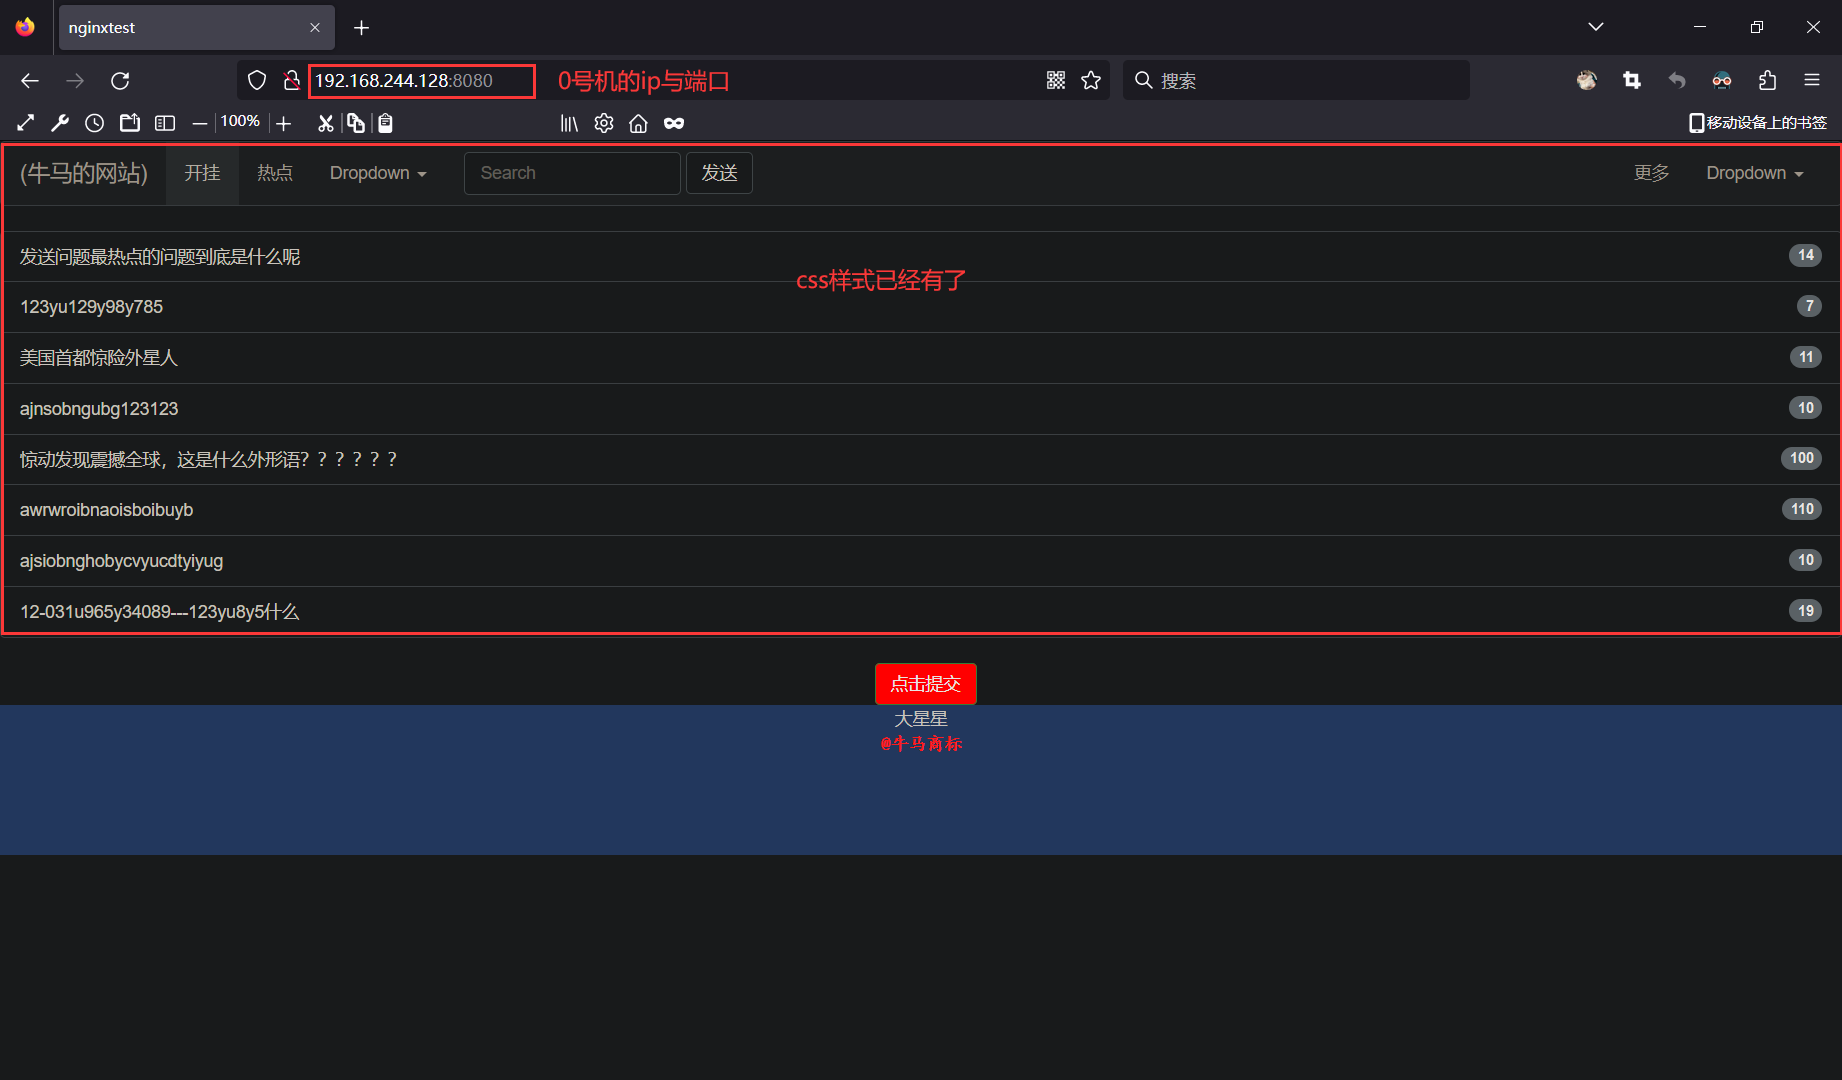 nginxtest
192.168.244.128:8080
0号机的ip与端口
搜索
100%
移动设备上的书签
(牛马的网站) 开挂 热点 Dropdown Search 发送 更多 Dropdown
发送问题最热点的问题到底是什么呢 14
css样式已经有了
123yu129y98y785 7
美国首都惊险外星人 11
ajnsobngubg123123 10
惊动发现震撼全球，这是什么外形语？？？？？？ 100
awrwroibnaoisboibuyb 110
ajsiobnghobycvyucdtyiyug 10
12-031u965y34089---123yu8y5什么 19
点击提交
大星星
@牛马商标